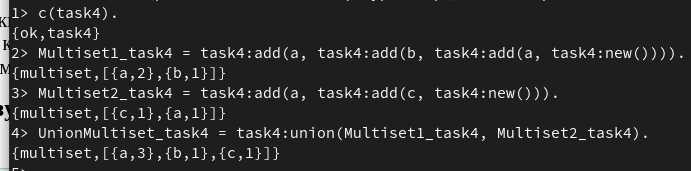 1> c(task4).
{ok,task4}
2> Multiset1_task4 = task4:add(a, task4:add(b, task4:add(a, task4:new()))).
{multiset,[{a,2},{b,1}]}
3> Multiset2_task4 = task4:add(a, task4:add(c, task4:new())).
{multiset,[{c,1},{a,1}]}
4> UnionMultiset_task4 = task4:union(Multiset1_task4, Multiset2_task4).
{multiset,[{a,3},{b,1},{c,1}]}